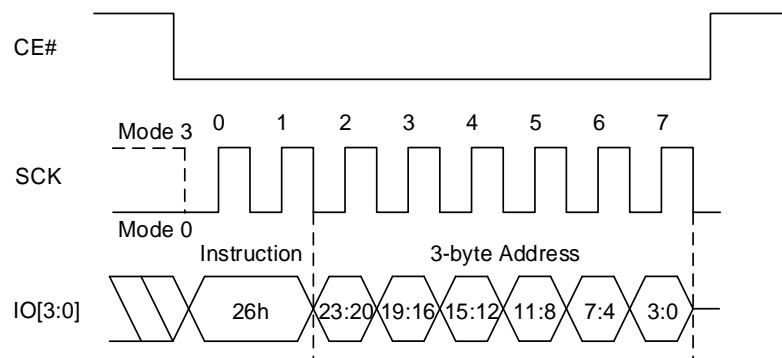 CE#
0 1 2 3 4 5 6 7
Mode 3
SCK
Mode 0
Instruction 3-byte Address
IO[3:0] 26h 23:20 19:16 15:12 11:8 7:4 3:0